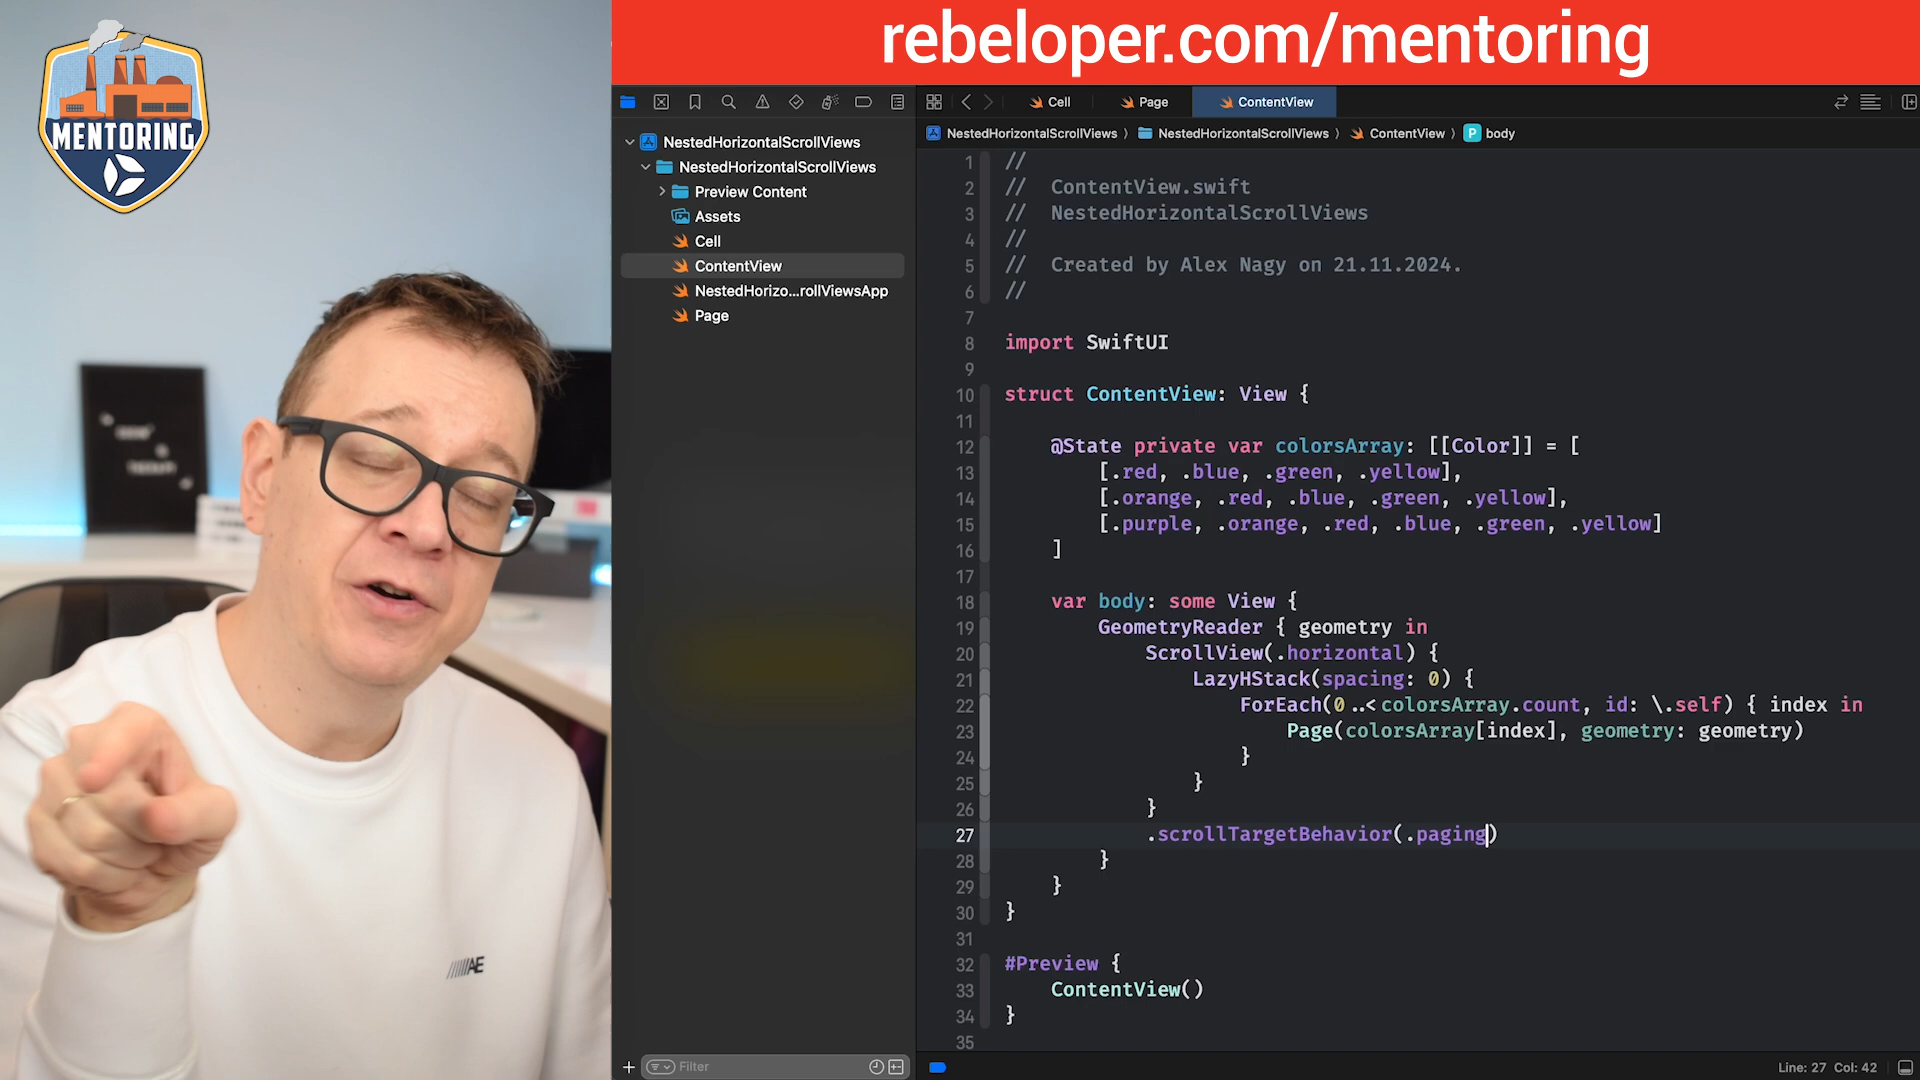 MENTORING
rebeloper.com/mentoring
NestedHorizontalScrollViews
NestedHorizontalScrollViews
Preview Content
Assets
Cell
ContentView
NestedHorizo...rollViewsApp
Page
Filter
Cell
Page
ContentView
NestedHorizontalScrollViews
NestedHorizontalScrollViews
ContentView
P body
1 //
2 // ContentView.swift
3 // NestedHorizontalScrollViews
4 //
5 // Created by Alex Nagy on 21.11.2024.
6 //
7
8 import SwiftUI
9
10 struct ContentView: View {
11
12 @State private var colorsArray: [[Color]] = [
13 [.red, .blue, .green, .yellow],
14 [.orange, .red, .blue, .green, .yellow],
15 [.purple, .orange, .red, .blue, .green, .yellow]
16 ]
17
18 var body: some View {
19 GeometryReader { geometry in
20 ScrollView(.horizontal) {
21 LazyHStack(spacing: 0) {
22 ForEach(0..<colorsArray.count, id: \.self) { index in
23 Page(colorsArray[index], geometry: geometry)
24 }
25 }
26 }
27 .scrollTargetBehavior(.paging)
28 }
29 }
30 }
31
32 #Preview {
33 ContentView()
34 }
35
Line: 27 Col: 42